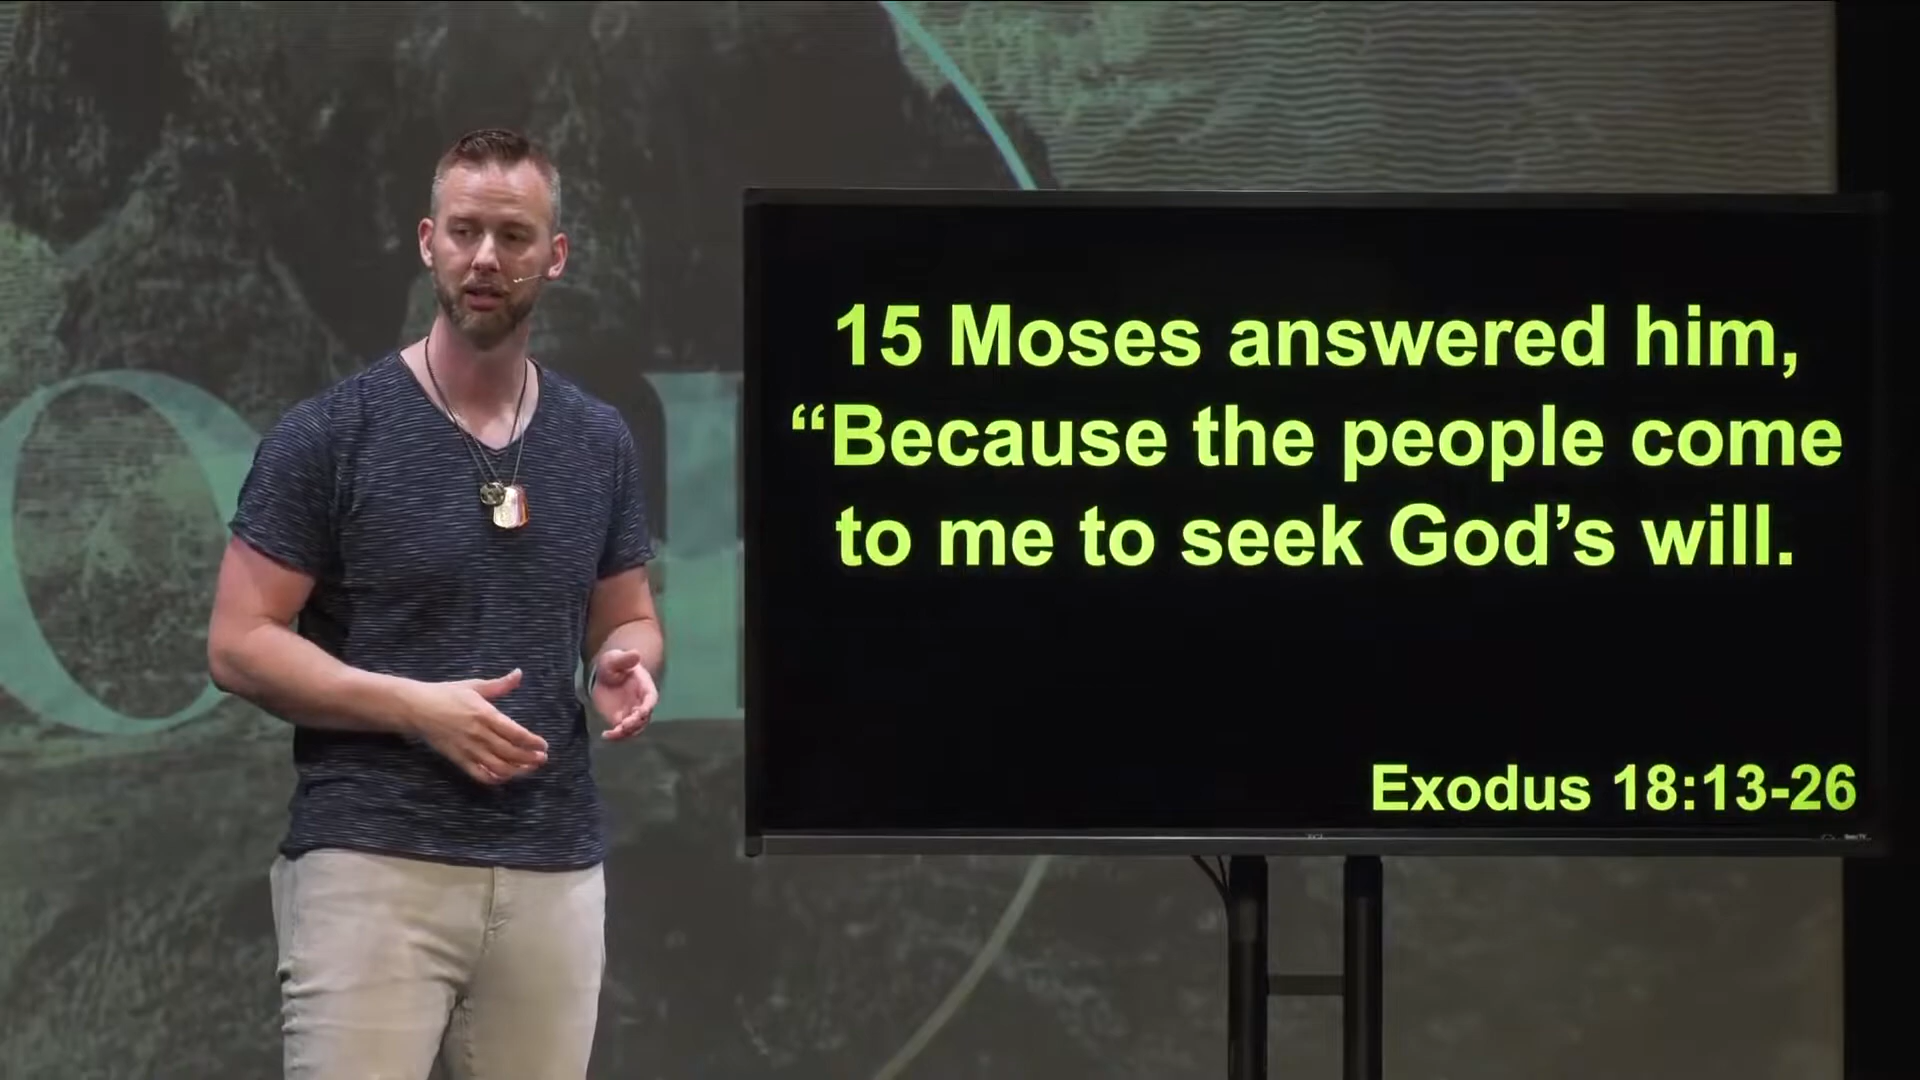 15 Moses answered him,
“Because the people come
to me to seek God’s will.
Exodus 18:13-26